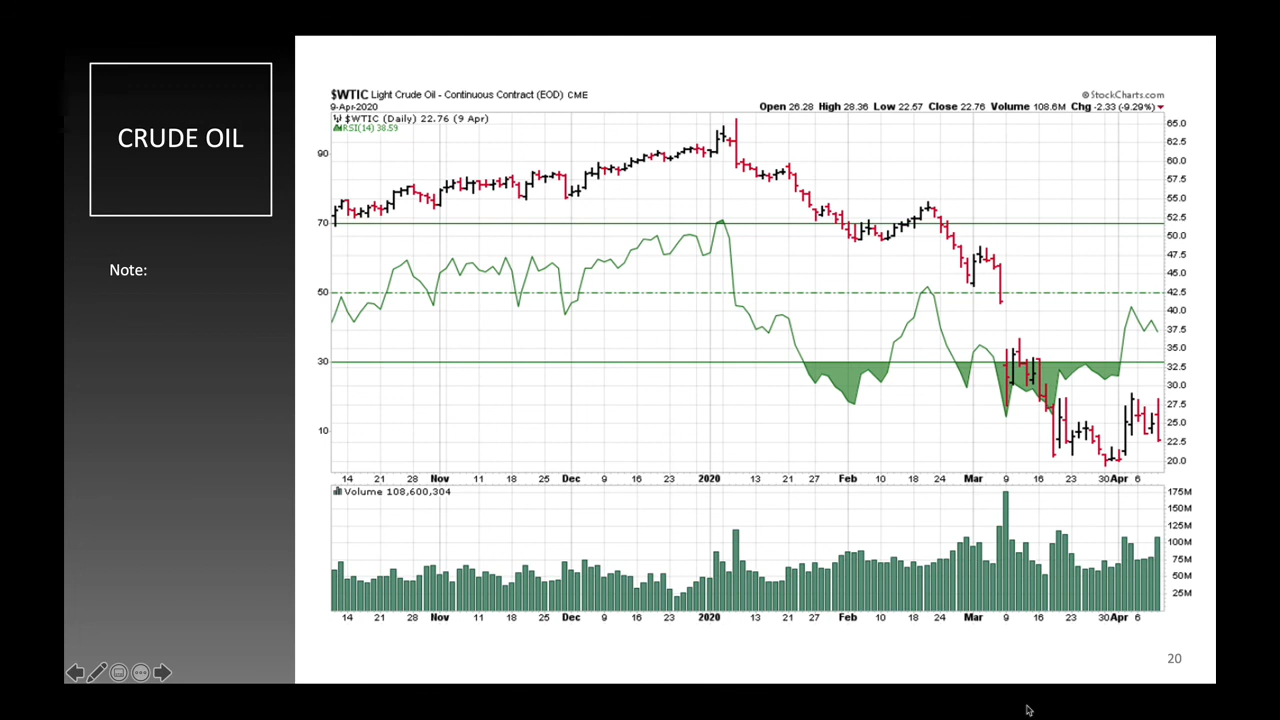 CRUDE OIL
Note:
$WTIC Light Crude Oil - Continuous Contract (EOD) CME
© StockCharts.com
9-Apr-2020
Open 26.28 High 28.36 Low 22.57 Close 22.76 Volume 108.6M Chg -2.33 (-9.29%)
$WTIC (Daily) 22.76 (9 Apr)
RSI(14) 38.59
90
70
50
30
10
65.0
62.5
60.0
57.5
55.0
52.5
50.0
47.5
45.0
42.5
40.0
37.5
35.0
32.5
30.0
27.5
25.0
22.5
20.0
14 21 28 Nov 11 18 25 Dec 9 16 23 2020 13 21 27 Feb 10 18 24 Mar 9 16 23 30 Apr 6
Volume 108,600,304
175M
150M
125M
100M
75M
50M
25M
14 21 28 Nov 11 18 25 Dec 9 16 23 2020 13 21 27 Feb 10 18 24 Mar 9 16 23 30 Apr 6
20